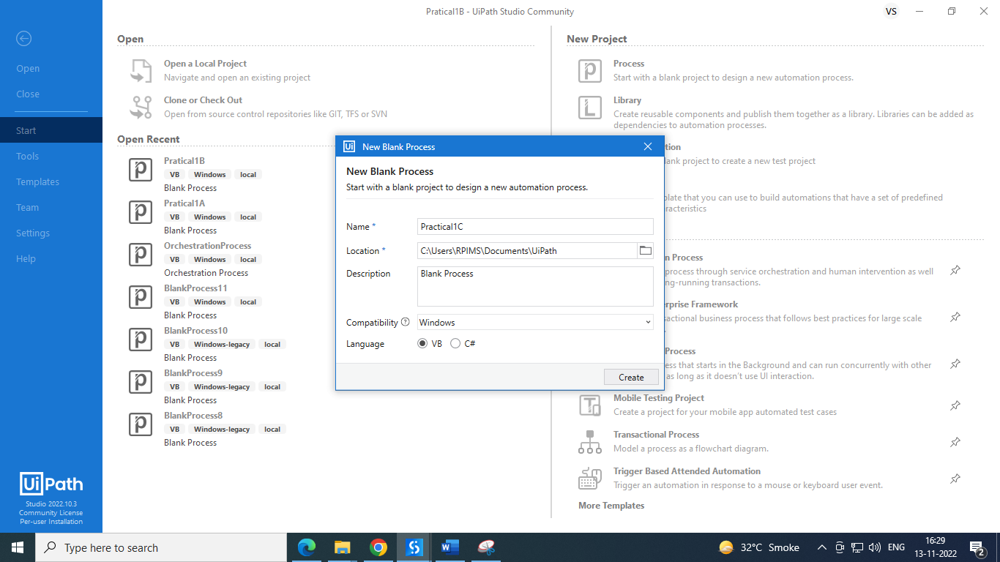 Pratical1B - UiPath Studio Community
VS
Open
Close
Start
Tools
Templates
Team
Settings
Help
UiPath
Studio 2022.10.3
Community License
Per-user Installation
Open
Open a Local Project
Navigate and open an existing project
Clone or Check Out
Open from source control repositories like GIT, TFS or SVN
Open Recent
Pratical1B
VB Windows local
Blank Process
Pratical1A
VB Windows local
Blank Process
OrchestrationProcess
VB Windows local
Orchestration Process
BlankProcess11
VB Windows local
Blank Process
BlankProcess10
VB Windows-legacy local
Blank Process
BlankProcess9
VB Windows-legacy local
Blank Process
BlankProcess8
VB Windows-legacy local
Blank Process
New Project
Process
Start with a blank project to design a new automation process.
Library
Create reusable components and publish them together as a library. Libraries can be added as
dependencies to automation processes.
tion
lank project to create a new test project
plate that you can use to build automations that have a set of predefined
racteristics
n Process
process through service orchestration and human intervention as well
ng-running transactions.
erprise Framework
sactional business process that follows best practices for large scale
Process
ess that starts in the Background and can run concurrently with other
as long as it doesn't use UI interaction.
Mobile Testing Project
Create a project for your mobile app automated test cases
Transactional Process
Model a process as a flowchart diagram.
Trigger Based Attended Automation
Trigger an automation in response to a mouse or keyboard user event.
More Templates
Ui New Blank Process
New Blank Process
Start with a blank project to design a new automation process.
Name * Practical1C
Location * C:\Users\RPIMS\Documents\UiPath
Description Blank Process
Compatibility ? Windows
Language VB C#
Create
Type here to search
32°C Smoke
ENG
16:29
13-11-2022
2